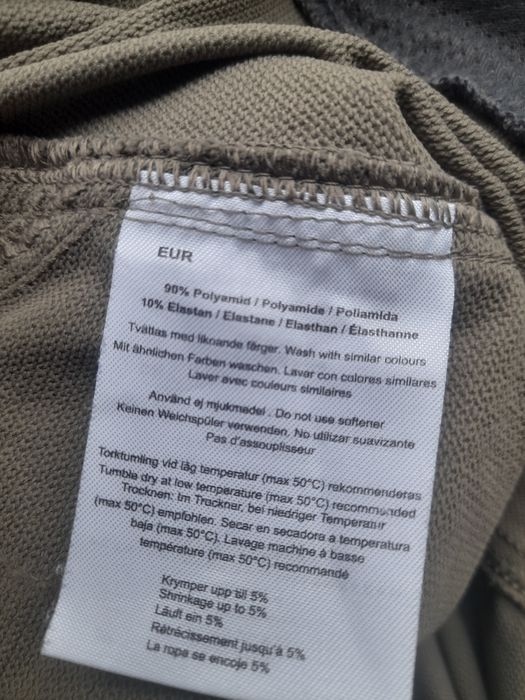 EUR
90% Polyamid / Polyamide / Poliamida
10% Elastan / Elastane / Elasthan / Élasthanne
Tvättas med liknande färger. Wash with similar colours
Mit ähnlichen Farben waschen. Lavar con colores similares
Laver avec couleurs similaires
Använd ej mjukmedel . Do not use softener
Keinen Weichspüler verwenden. No utilizar suavizante
Pas d'assouplisseur
Torktumling vid låg temperatur (max 50°C) rekommenderas
Tumble dry at low temperature (max 50°C) recommended
Trocknen: Im Trockner, bei niedriger Temperatur
(max 50°C) empfohlen. Secar en secadora a temperatura
baja (max 50°C). Lavage machine à basse
température (max 50°C) recommandé
Krymper upp till 5%
Shrinkage up to 5%
Läuft ein 5%
Rétrécissement jusqu'à 5%
La ropa se encoje 5%